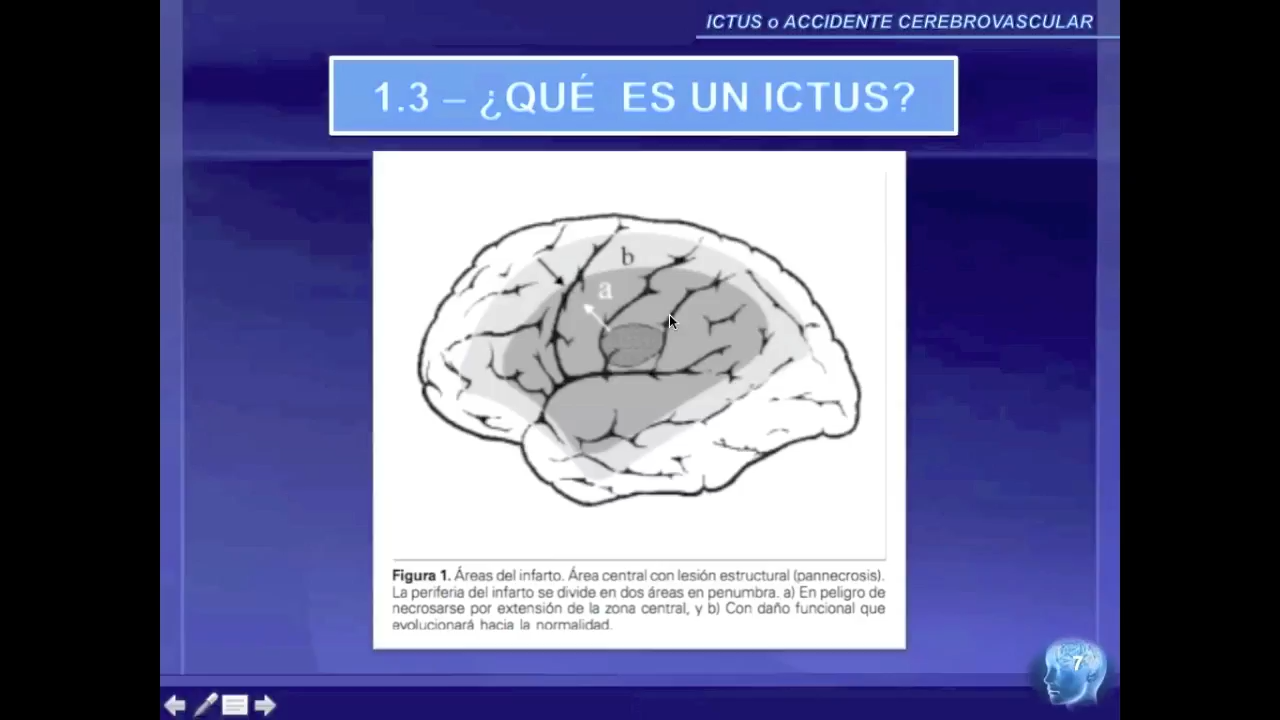 ICTUS o ACCIDENTE CEREBROVASCULAR
1.3 – ¿QUÉ ES UN ICTUS?
b
a
Figura 1. Áreas del infarto. Área central con lesión estructural (pannecrosis).
La periferia del infarto se divide en dos áreas en penumbra. a) En peligro de
necrosarse por extensión de la zona central, y b) Con daño funcional que
evolucionará hacia la normalidad.
7